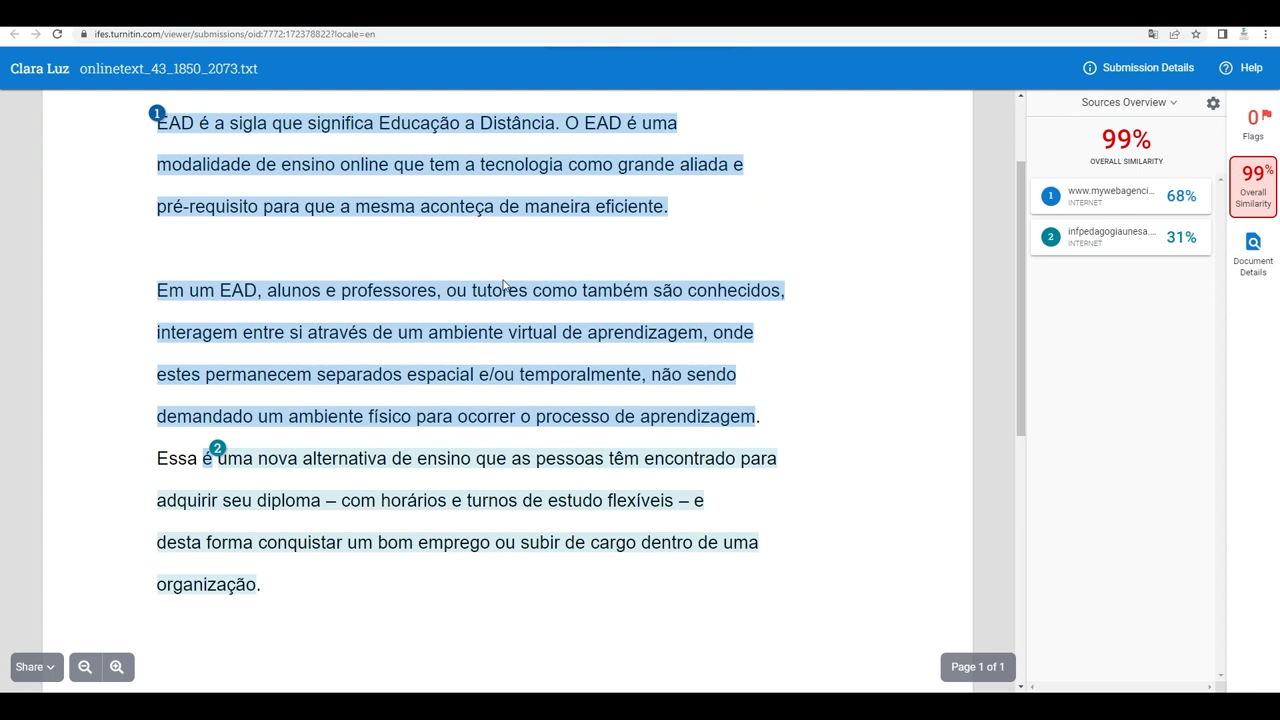 ifes.turnitin.com/viewer/submissions/oid:7772:172378822?locale=en
Clara Luz onlinetext_43_1850_2073.txt
Submission Details
Help
1
EAD é a sigla que significa Educação a Distância. O EAD é uma
modalidade de ensino online que tem a tecnologia como grande aliada e
pré-requisito para que a mesma aconteça de maneira eficiente.
Em um EAD, alunos e professores, ou tutores como também são conhecidos,
interagem entre si através de um ambiente virtual de aprendizagem, onde
estes permanecem separados espacial e/ou temporalmente, não sendo
demandado um ambiente físico para ocorrer o processo de aprendizagem.
2
Essa é uma nova alternativa de ensino que as pessoas têm encontrado para
adquirir seu diploma – com horários e turnos de estudo flexíveis – e
desta forma conquistar um bom emprego ou subir de cargo dentro de uma
organização.
Share
Page 1 of 1
Sources Overview
99%
OVERALL SIMILARITY
1 www.mywebagenci... 68%
INTERNET
2 infpedagogiaunesa.... 31%
INTERNET
0
Flags
99%
Overall
Similarity
Document
Details